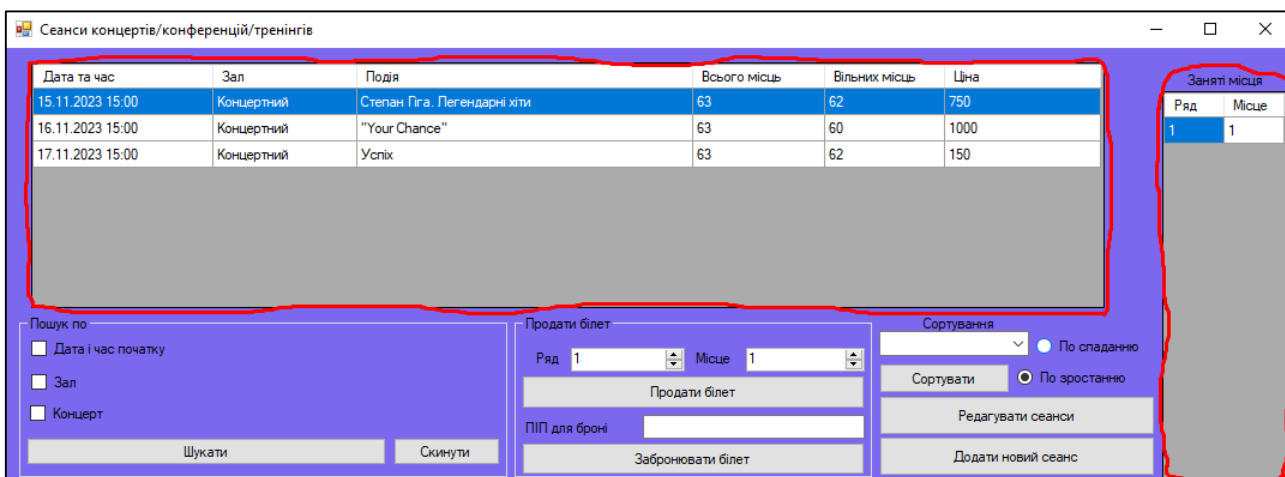 Сеанси концертів/конференцій/тренінгів
Дата та час Зал Подія Всього місць Вільних місць Ціна
15.11.2023 15:00 Концертний Степан Гіга. Легендарні хіти 63 62 750
16.11.2023 15:00 Концертний "Your Chance" 63 60 1000
17.11.2023 15:00 Концертний Успіх 63 62 150
Заняті місця
Ряд Місце
1 1
Пошук по
Дата і час початку
Зал
Концерт
Шукати Скинути
Продати білет
Ряд 1 Місце 1
Продати білет
ПІП для броні
Забронювати білет
Сортування
По спаданню
Сортувати По зростанню
Редагувати сеанси
Додати новий сеанс